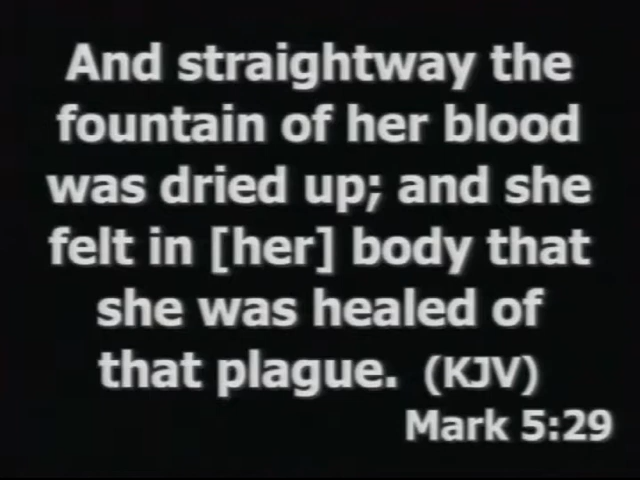 And straightway the
fountain of her blood
was dried up; and she
felt in [her] body that
she was healed of
that plague. (KJV)
Mark 5:29